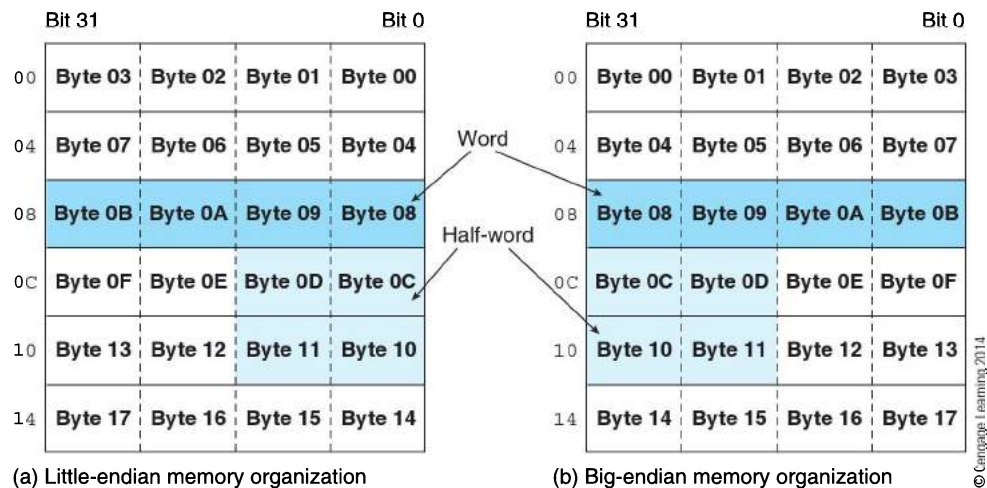 Bit 31 Bit 0 Bit 31 Bit 0
00 Byte 03 Byte 02 Byte 01 Byte 00 00 Byte 00 Byte 01 Byte 02 Byte 03
Word
04 Byte 07 Byte 06 Byte 05 Byte 04 04 Byte 04 Byte 05 Byte 06 Byte 07
08 Byte 0B Byte 0A Byte 09 Byte 08 08 Byte 08 Byte 09 Byte 0A Byte 0B
Half-word
0C Byte 0F Byte 0E Byte 0D Byte 0C 0C Byte 0C Byte 0D Byte 0E Byte 0F
10 Byte 13 Byte 12 Byte 11 Byte 10 10 Byte 10 Byte 11 Byte 12 Byte 13
14 Byte 17 Byte 16 Byte 15 Byte 14 14 Byte 14 Byte 15 Byte 16 Byte 17
(a) Little-endian memory organization (b) Big-endian memory organization
© Cengage Learning 2014